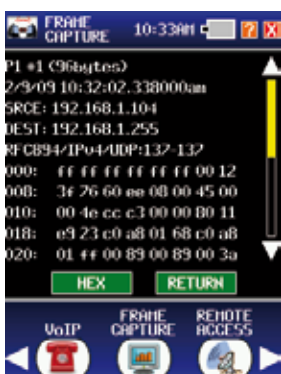 FRAME
CAPTURE
10:33AM
?
X
P1 #1 (96bytes)
2/9/09 10:32:02.338000am
SRCE: 192.168.1.104
DEST: 192.168.1.255
RFC894/IPv4/UDP:137-137
000: ff ff ff ff ff ff 00 12
008: 3f 76 60 ee 08 00 45 00
010: 00 4e cc c3 00 00 80 11
018: e9 23 c0 a8 01 68 c0 a8
020: 01 ff 00 89 00 89 00 3a
HEX
RETURN
VoIP
FRAME
CAPTURE
REMOTE
ACCESS